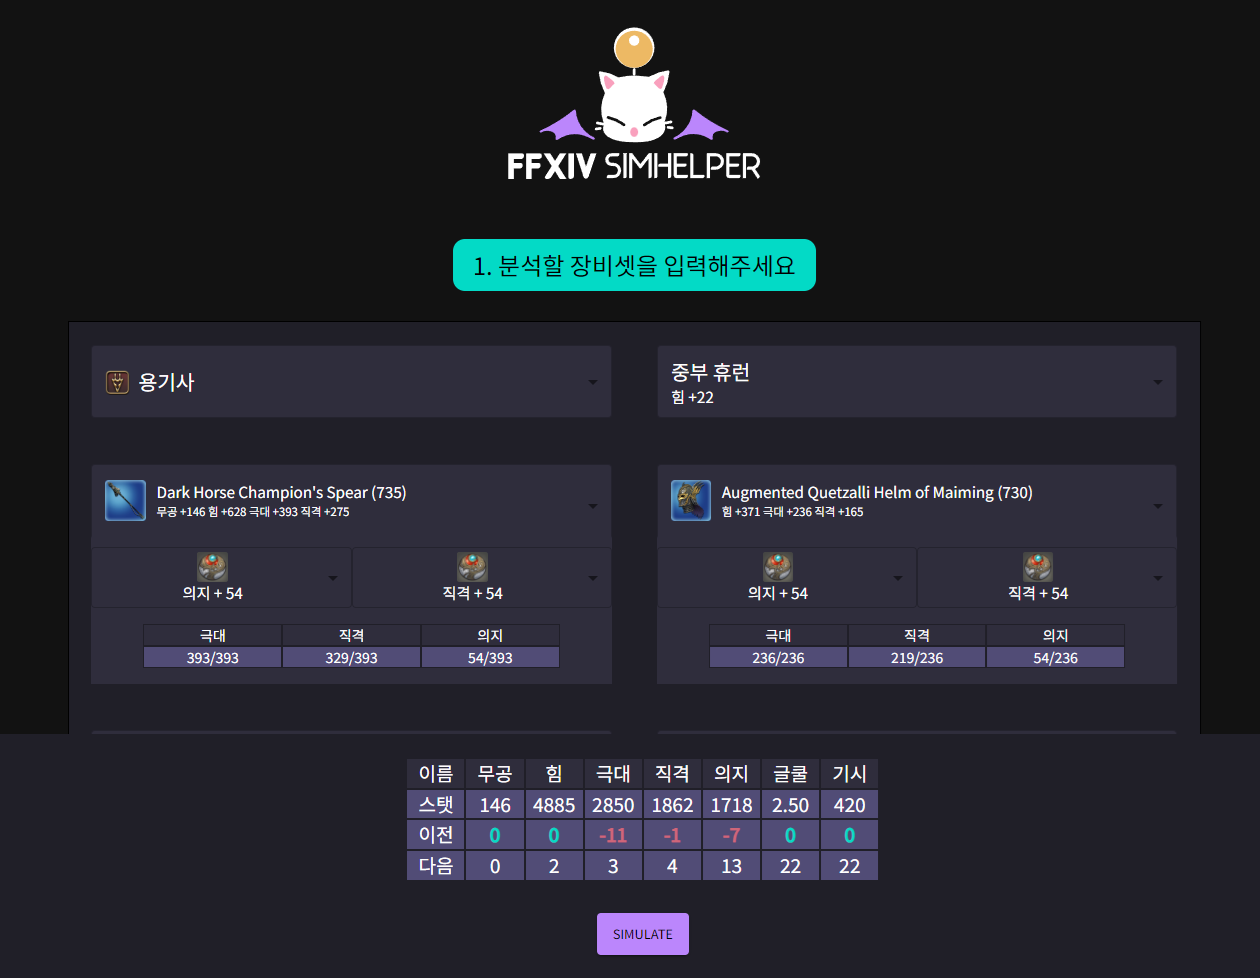 FFXIV SIMHELPER
1. 분석할 장비셋을 입력해주세요
용기사
중부 휴런
힘 +22
Dark Horse Champion's Spear (735)
무공 +146 힘 +628 극대 +393 직격 +275
Augmented Quetzalli Helm of Maiming (730)
힘 +371 극대 +236 직격 +165
의지 + 54 직격 + 54
의지 + 54 직격 + 54
극대 직격 의지
393/393 329/393 54/393
극대 직격 의지
236/236 219/236 54/236
이름 무공 힘 극대 직격 의지 글쿨 기시
스탯 146 4885 2850 1862 1718 2.50 420
이전 0 0 -11 -1 -7 0 0
다음 0 2 3 4 13 22 22
SIMULATE